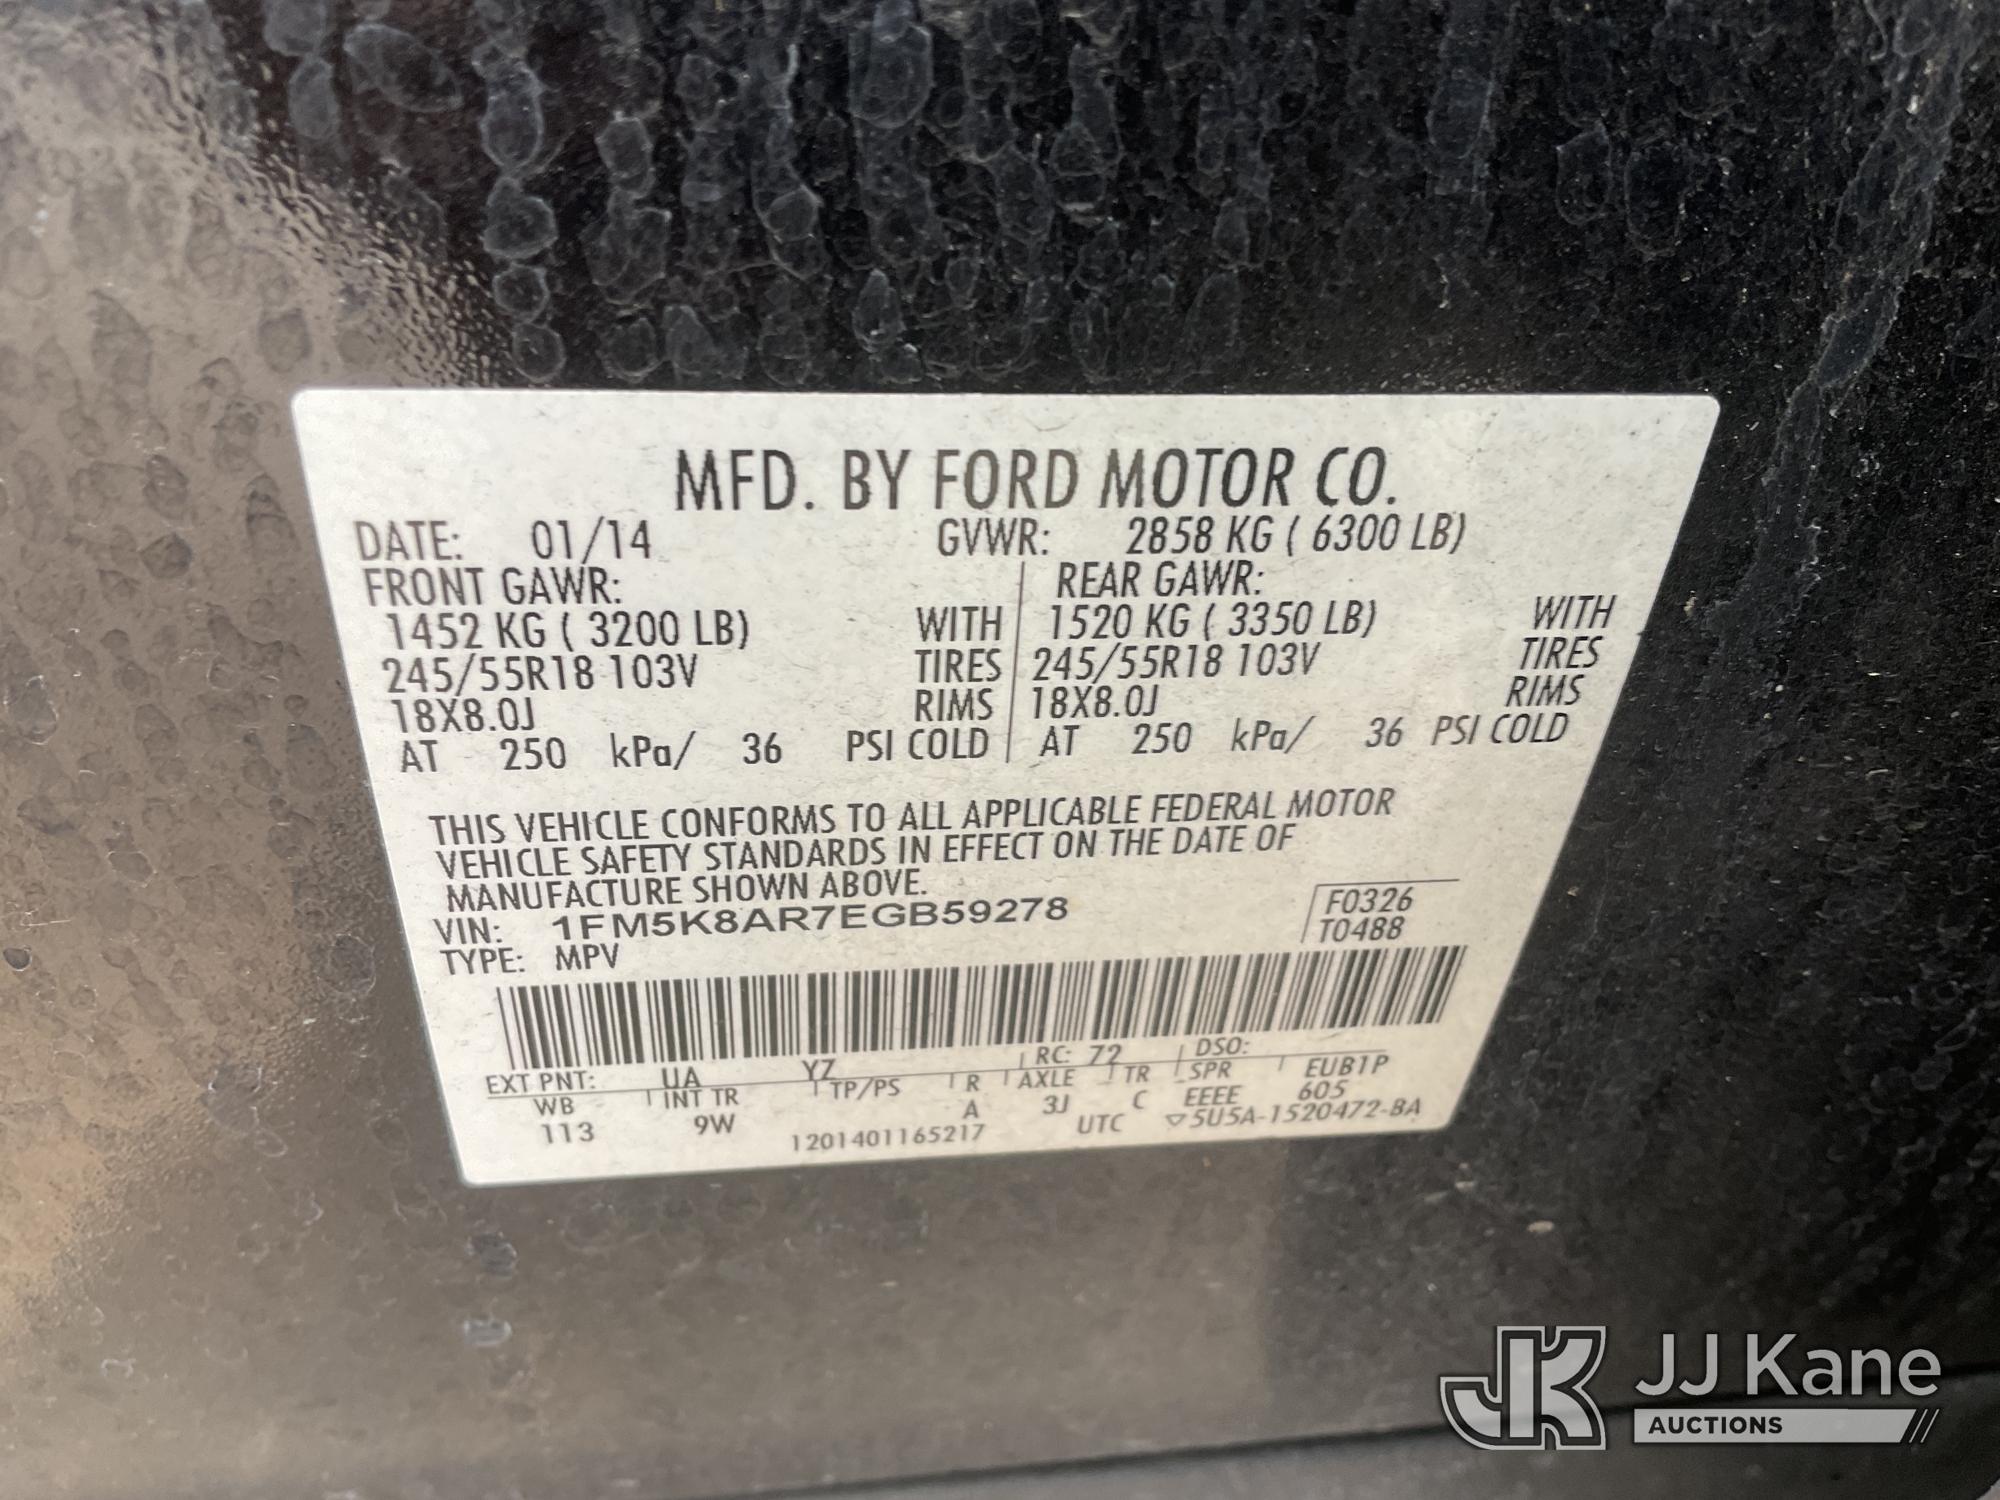 MFD. BY FORD MOTOR CO.
DATE: 01/14 GVWR: 2858 KG ( 6300 LB)
FRONT GAWR: REAR GAWR:
1452 KG ( 3200 LB) WITH 1520 KG ( 3350 LB) WITH
245/55R18 103V TIRES 245/55R18 103V TIRES
18X8.0J RIMS 18X8.0J RIMS
AT 250 kPa/ 36 PSI COLD AT 250 kPa/ 36 PSI COLD
THIS VEHICLE CONFORMS TO ALL APPLICABLE FEDERAL MOTOR
VEHICLE SAFETY STANDARDS IN EFFECT ON THE DATE OF
MANUFACTURE SHOWN ABOVE.
VIN: 1FM5K8AR7EGB59278 F0326
TYPE: MPV T0488
EXT PNT: UA YZ RC: 72 DSO:
WB INT TR TP/PS R AXLE TR SPR EUB1P
113 9W A 3J C EEEE 605
1201401165217 UTC ▽5U5A-1520472-BA
JK JJ Kane
AUCTIONS